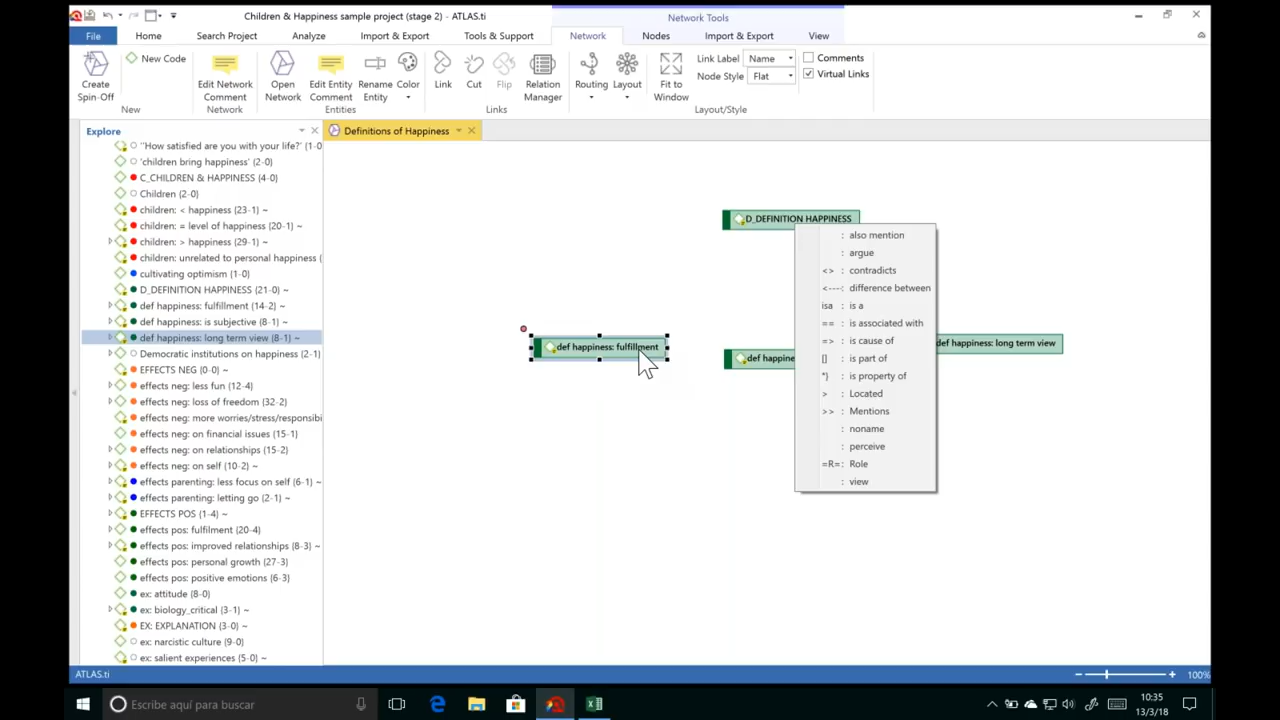 Children & Happiness sample project (stage 2) - ATLAS.ti
Network Tools
File
Home
Search Project
Analyze
Import & Export
Tools & Support
Network
Nodes
Import & Export
View
Create
Spin-Off
New Code
New
Edit Network
Comment
Network
Open
Network
Edit Entity
Comment
Rename
Entity
Color
Entities
Link
Cut
Flip
Relation
Manager
Links
Routing
Layout
Fit to
Window
Link Label
Name
Node Style
Flat
Comments
Virtual Links
Layout/Style
Explore
Definitions of Happiness
"How satisfied are you with your life?' (1-0
'children bring happiness' (2-0)
C_CHILDREN & HAPPINESS (4-0)
Children (2-0)
children: < happiness (23-1) ~
children: = level of happiness (20-1) ~
children: > happiness (29-1) ~
children: unrelated to personal happiness (
cultivating optimism (1-0)
D_DEFINITION HAPPINESS (21-0) ~
def happiness: fulfillment (14-2) ~
def happiness: is subjective (8-1) ~
def happiness: long term view (8-1) ~
Democratic institutions on happiness (2-1)
EFFECTS NEG (0-0) ~
effects neg: less fun (12-4)
effects neg: loss of freedom (32-2)
effects neg: more worries/stress/responsibi
effects neg: on financial issues (15-1)
effects neg: on relationships (15-2)
effects neg: on self (10-2) ~
effects parenting: less focus on self (6-1) ~
effects parenting: letting go (2-1) ~
EFFECTS POS (1-4) ~
effects pos: fulfilment (20-4)
effects pos: improved relationships (8-3) ~
effects pos: personal growth (27-3)
effects pos: positive emotions (6-3)
ex: attitude (8-0)
ex: biology_critical (3-1) ~
EX: EXPLANATION (3-0) ~
ex: narcistic culture (9-0)
ex: salient experiences (5-0) ~
D_DEFINITION HAPPINESS
def happiness: fulfillment
def happine
def happiness: long term view
: also mention
: argue
<> : contradicts
<---: difference between
isa : is a
== : is associated with
=> : is cause of
[] : is part of
*} : is property of
> : Located
>> : Mentions
: noname
: perceive
=R=: Role
: view
ATLAS.ti
100%
Escribe aquí para buscar
10:35
13/3/18